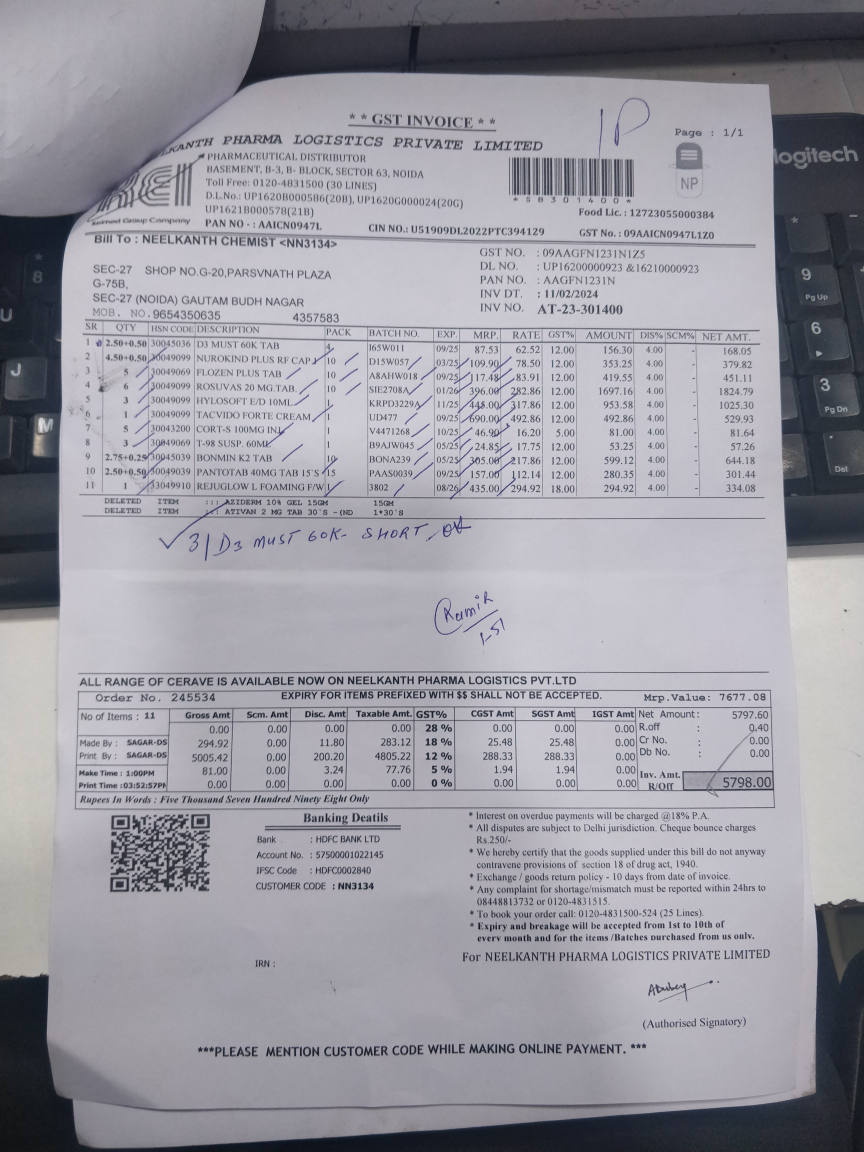 * * GST INVOICE * *
Page : 1/1
1P
KANTH PHARMA LOGISTICS PRIVATE LIMITED
PHARMACEUTICAL DISTRIBUTOR
BASEMENT, B-3, B- BLOCK, SECTOR 63, NOIDA
Toll Free: 0120-4831500 (30 LINES)
D.L.No.: UP1620B0005B6(20B), UP1620G000024(20G)
UP1621B000578(21B)
PAN NO - : AAICN0947L
CIN NO.: U51909DL2022PTC394129
* 5 8 3 0 1 4 0 0 *
NP
Food Lic. : 12723055000384
GST No. : 09AAICN0947L1Z0
Group Company
logitech
Bill To : NEELKANTH CHEMIST <NN3134>
SEC-27 SHOP NO.G-20,PARSVNATH PLAZA
G-75B,
SEC-27 (NOIDA) GAUTAM BUDH NAGAR
MOB. NO. 9654350635 4357583
GST NO. : 09AAGFN1231N1Z5
DL NO. : UP16200000923 &16210000923
PAN NO. : AAGFN1231N
INV DT. : 11/02/2024
INV NO. AT-23-301400
SR QTY HSN CODE DESCRIPTION PACK BATCH NO. EXP. MRP. RATE GST% AMOUNT DIS% SCM% NET AMT.
1 2.50+0.50 30045036 D3 MUST 60K TAB 4 I65W011 09/25 87.53 62.52 12.00 156.30 4.00 - 168.05
2 4.50+0.50 30049099 NUROKIND PLUS RF CAP 10 D15W057 03/25 109.90 78.50 12.00 353.25 4.00 - 379.82
3 5 30049069 FLOZEN PLUS TAB 10 A8AHW018 09/25 117.48 83.91 12.00 419.55 4.00 - 451.11
4 6 30049099 ROSUVAS 20 MG TAB. 10 SIE2708A 01/26 396.00 282.86 12.00 1697.16 4.00 - 1824.79
5 3 30049099 HYLOSOFT E/D 10ML 1 KRPD3229A 11/25 445.00 317.86 12.00 953.58 4.00 - 1025.30
6 1 30049099 TACVIDO FORTE CREAM 1 UD477 09/25 690.00 492.86 12.00 492.86 4.00 - 529.93
7 5 30043200 CORT-S 100MG INJ 1 V4471268 10/25 46.90 16.20 5.00 81.00 4.00 - 81.64
8 3 30049069 T-98 SUSP. 60ML 1 B9AJW045 05/25 24.85 17.75 12.00 53.25 4.00 - 57.26
9 2.75+0.25 30045039 BONMIN K2 TAB 10 BONA239 05/25 305.00 217.86 12.00 599.12 4.00 - 644.18
10 2.50+0.50 30049039 PANTOTAB 40MG TAB 15'S 15 PAAS0039 09/25 157.00 112.14 12.00 280.35 4.00 - 301.44
11 1 33049910 REJUGLOW L FOAMING F/W 1 3802 08/26 435.00 294.92 18.00 294.92 4.00 - 334.08
DELETED ITEM ::: AZIDERM 10% GEL 15GM 15GM
DELETED ITEM ::: ATIVAN 2 MG TAB 30'S -(ND 1*30'S
3/ D3 MUST 60K- SHORT
ALL RANGE OF CERAVE IS AVAILABLE NOW ON NEELKANTH PHARMA LOGISTICS PVT.LTD
Order No. 245534 EXPIRY FOR ITEMS PREFIXED WITH $$ SHALL NOT BE ACCEPTED. Mrp.Value: 7677.08
No of Items : 11 Gross Amt Scm. Amt Disc. Amt Taxable Amt. GST% CGST Amt SGST Amt IGST Amt Net Amount : 5797.60
0.00 0.00 0.00 0.00 28 % 0.00 0.00 0.00 R.off : 0.40
Made By : SAGAR-DS 294.92 0.00 11.80 283.12 18 % 25.48 25.48 0.00 Cr No. : 0.00
Print By : SAGAR-DS 5005.42 0.00 200.20 4805.22 12 % 288.33 288.33 0.00 Db No. : 0.00
Make Time : 1:00PM 81.00 0.00 3.24 77.76 5 % 1.94 1.94 0.00
Print Time :03:52:57PM 0.00 0.00 0.00 0.00 0 % 0.00 0.00 0.00 Inv. Amt. R/Off 5798.00
Rupees In Words : Five Thousand Seven Hundred Ninety Eight Only
Banking Deatils
Bank : HDFC BANK LTD
Account No. : 57500001022145
IFSC Code : HDFC0002840
CUSTOMER CODE : NN3134
* Interest on overdue payments will be charged @18% P.A.
* All disputes are subject to Delhi jurisdiction. Cheque bounce charges
Rs.250/-
* We hereby certify that the goods supplied under this bill do not anyway
contravene provisions of section 18 of drug act, 1940.
* Exchange / goods return policy - 10 days from date of invoice.
* Any complaint for shortage/mismatch must be reported within 24hrs to
08448813732 or 0120-4831515.
* To book your order call: 0120-4831500-524 (25 Lines).
* Expiry and breakage will be accepted from 1st to 10th of
every month and for the items /Batches purchased from us only.
IRN :
For NEELKANTH PHARMA LOGISTICS PRIVATE LIMITED
(Authorised Signatory)
***PLEASE MENTION CUSTOMER CODE WHILE MAKING ONLINE PAYMENT. ***